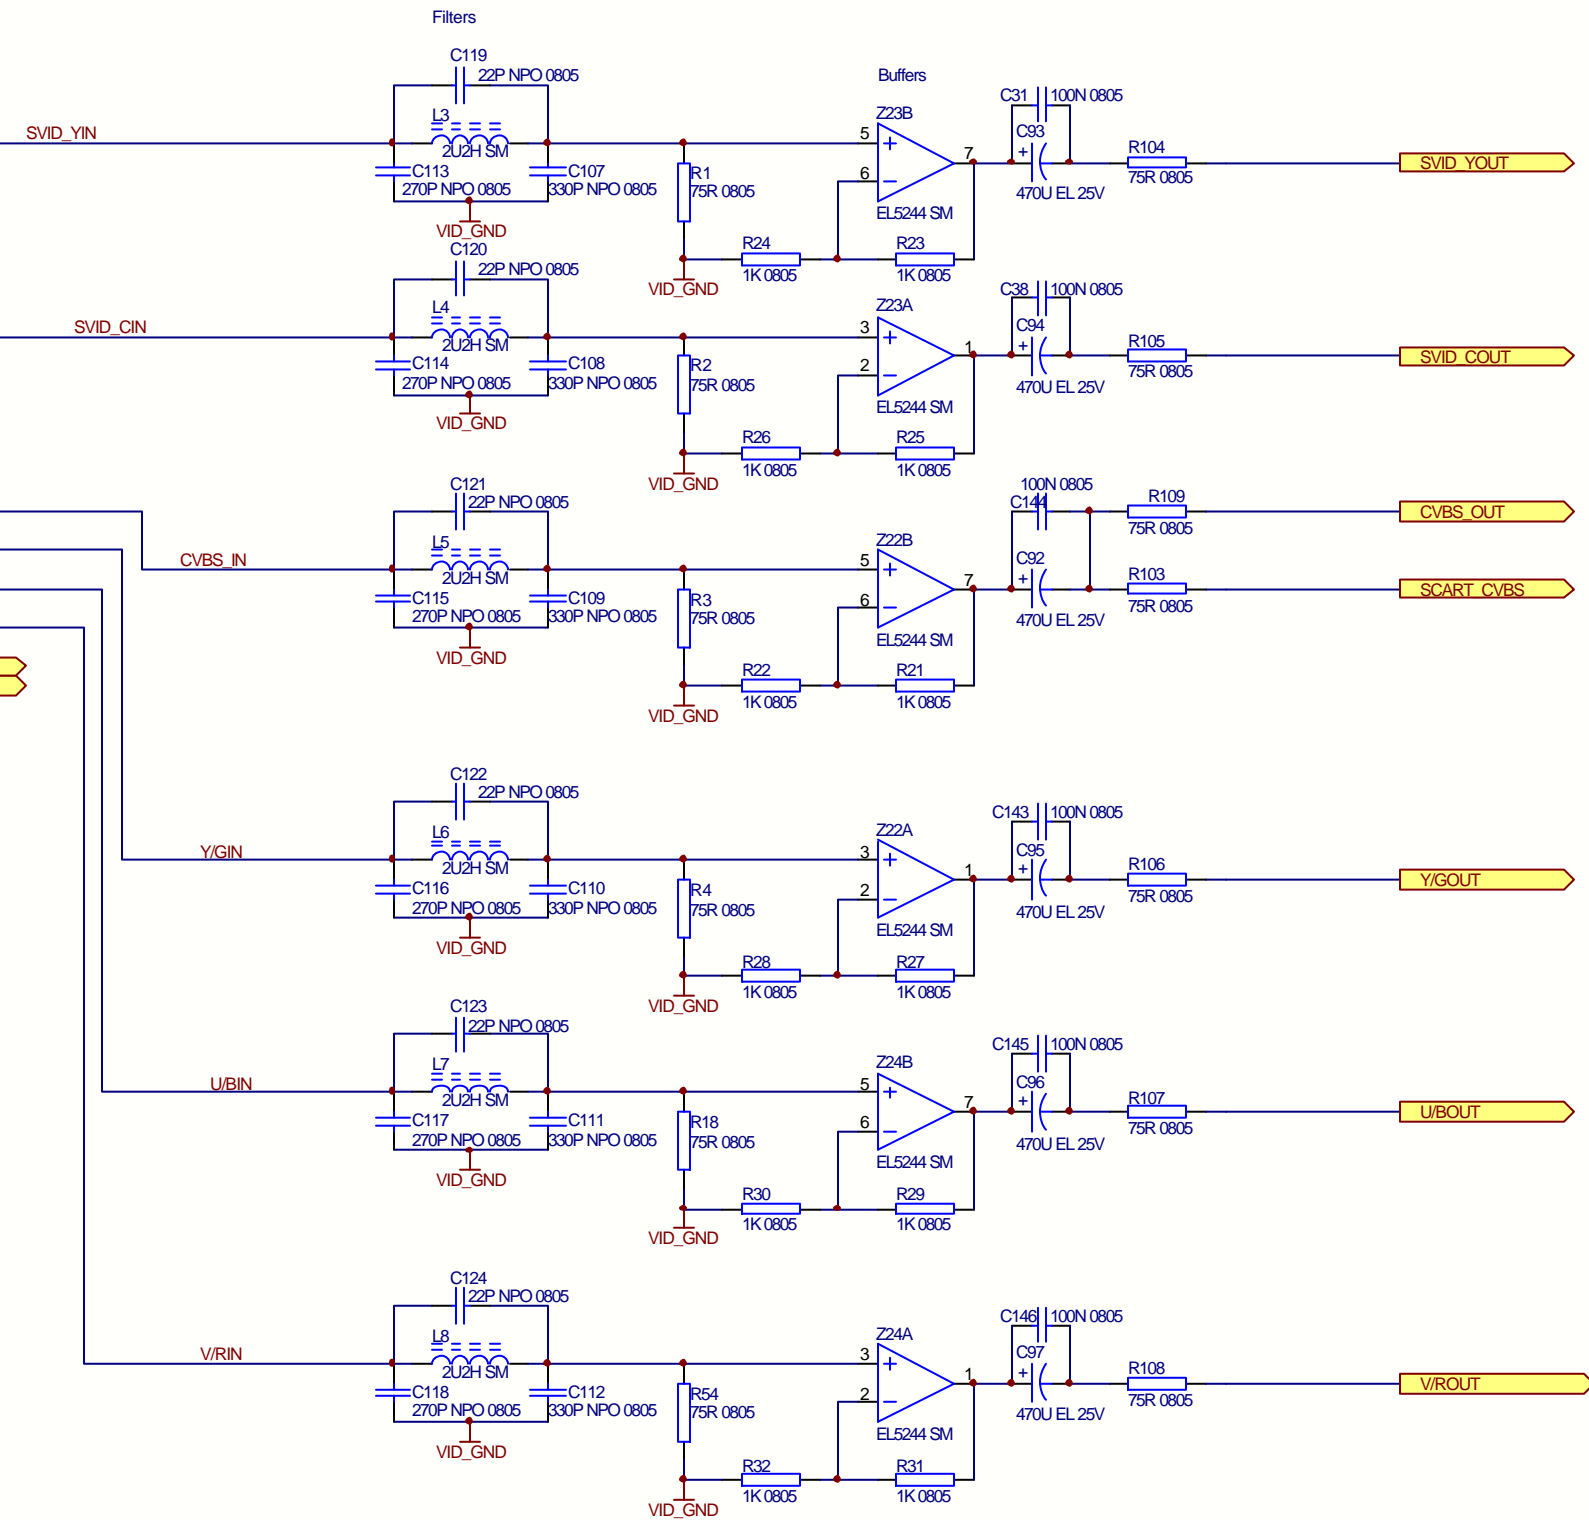 Filters
C119
22P NPO 0805
Buffers
C31 100N 0805
Z23B
L3
C93
SVID_YIN
2U2H SM
5
7
R104
SVID_YOUT
C113
C107
R1
6
75R 0805
270P NPO 0805
330P NPO 0805
75R 0805
470U EL 25V
EL5244 SM
VID_GND
R24
R23
C120
22P NPO 0805
1K 0805
1K 0805
VID_GND
C38 100N 0805
L4
Z23A
C94
SVID_CIN
2U2H SM
3
1
R105
SVID_COUT
C114
C108
R2
2
75R 0805
270P NPO 0805
330P NPO 0805
75R 0805
470U EL 25V
EL5244 SM
VID_GND
R26
R25
1K 0805
1K 0805
C121
VID_GND
100N 0805
22P NPO 0805
C144
R109
CVBS_OUT
75R 0805
L5
Z22B
CVBS_IN
2U2H SM
5
C92
7
R103
SCART_CVBS
C115
C109
R3
6
75R 0805
270P NPO 0805
330P NPO 0805
75R 0805
470U EL 25V
EL5244 SM
VID_GND
R22
R21
1K 0805
1K 0805
VID_GND
C122
22P NPO 0805
C143 100N 0805
L6
Z22A
C95
Y/GIN
2U2H SM
3
1
R106
Y/GOUT
C116
C110
R4
2
75R 0805
270P NPO 0805
330P NPO 0805
75R 0805
470U EL 25V
EL5244 SM
VID_GND
R28
R27
1K 0805
1K 0805
C123
VID_GND
22P NPO 0805
C145 100N 0805
L7
Z24B
C96
U/BIN
2U2H SM
5
7
R107
U/BOUT
C117
C111
R18
6
75R 0805
270P NPO 0805
330P NPO 0805
75R 0805
470U EL 25V
EL5244 SM
VID_GND
R30
R29
1K 0805
1K 0805
VID_GND
C124
22P NPO 0805
C146 100N 0805
L8
Z24A
C97
V/RIN
2U2H SM
3
1
R108
V/ROUT
C118
C112
R54
2
75R 0805
270P NPO 0805
330P NPO 0805
75R 0805
470U EL 25V
EL5244 SM
VID_GND
R32
R31
1K 0805
1K 0805
VID_GND